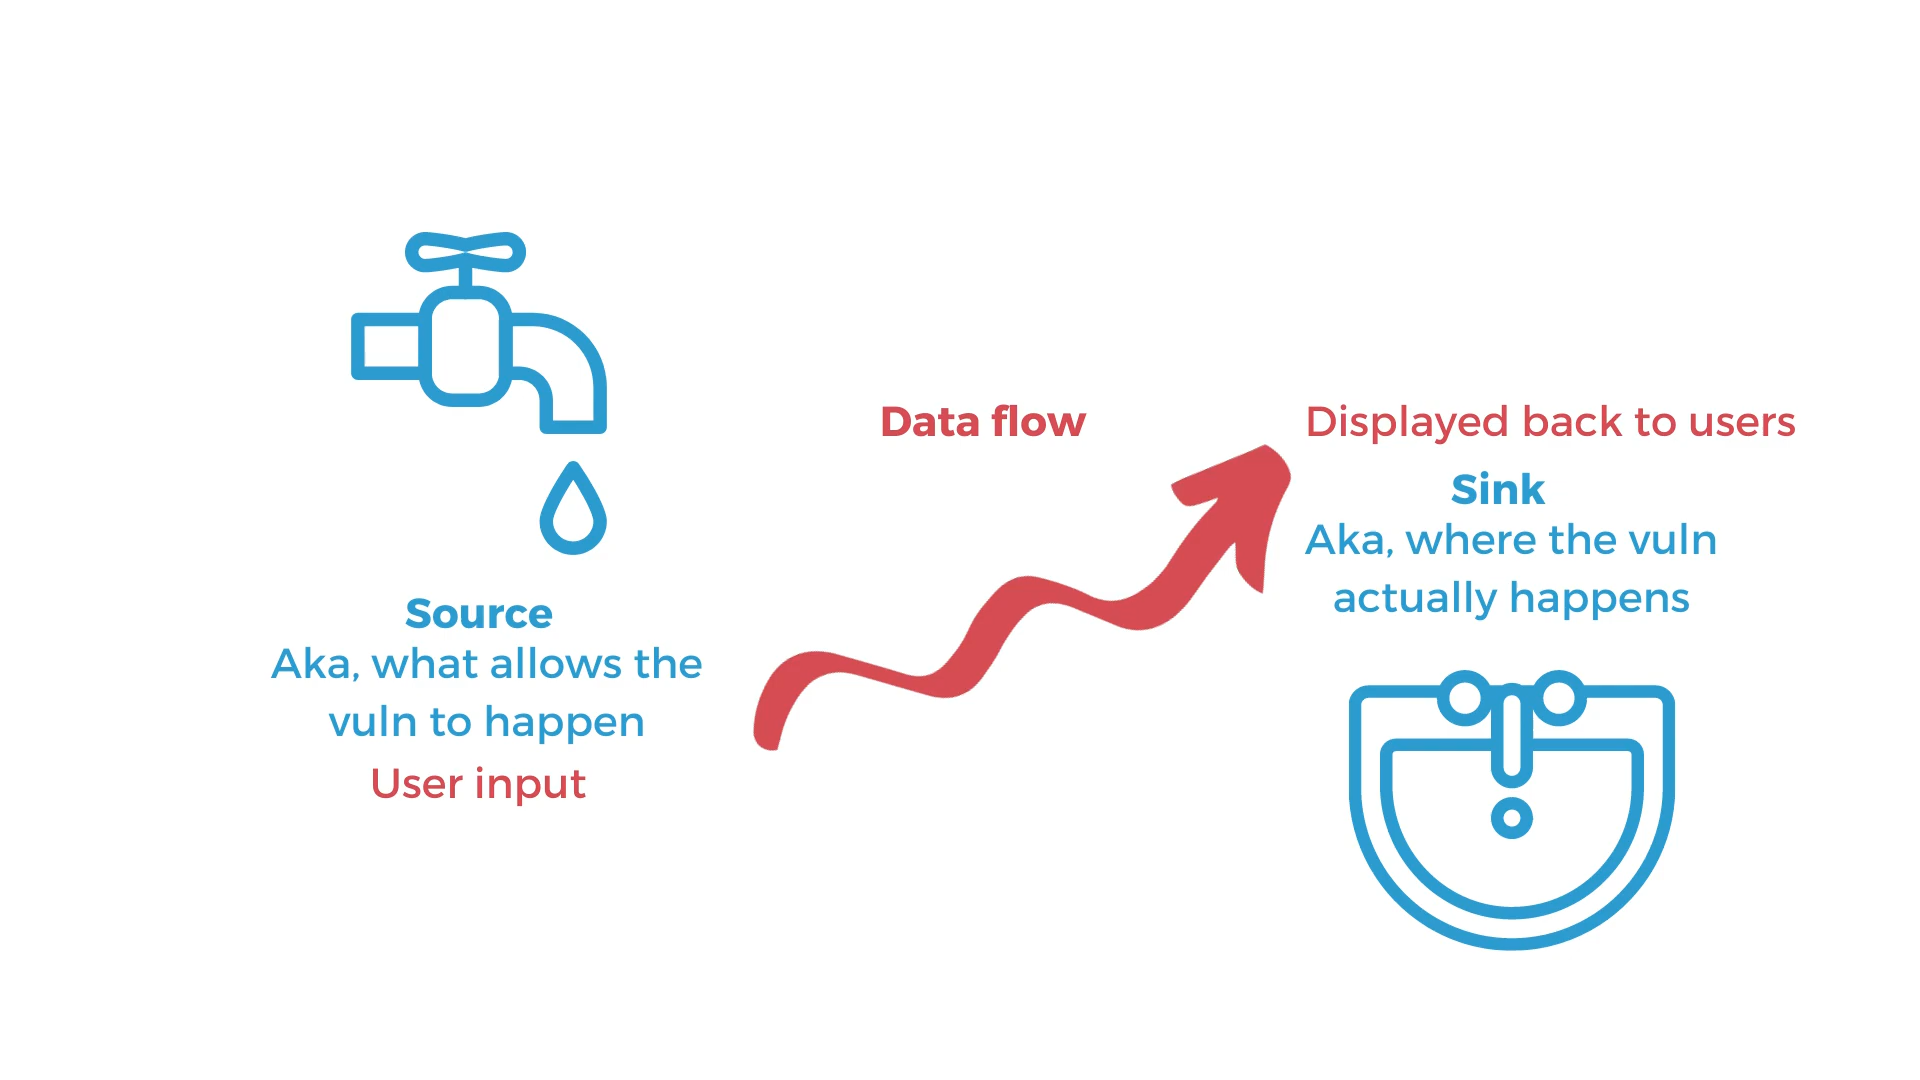 Source
Aka, what allows the
vuln to happen
User input
Data flow
Displayed back to users
Sink
Aka, where the vuln
actually happens